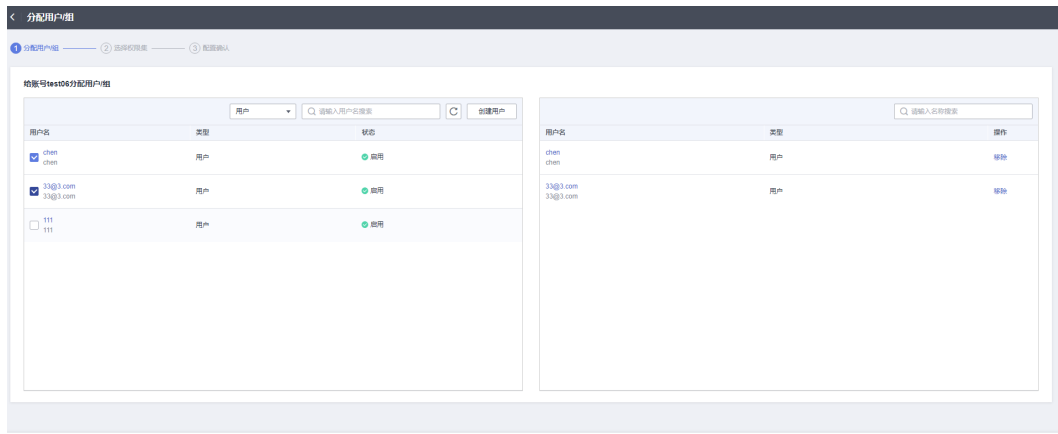 分配用户/组
1 分配用户/组 2 选择权限集 3 配置确认
给账号test06分配用户/组
用户 请输入用户名搜索 创建用户 请输入名称搜索
用户名 类型 状态 用户名 类型 操作
chen
chen 用户 启用
chen
chen 用户 移除
33@3.com
33@3.com 用户 启用
33@3.com
33@3.com 用户 移除
111
111 用户 启用